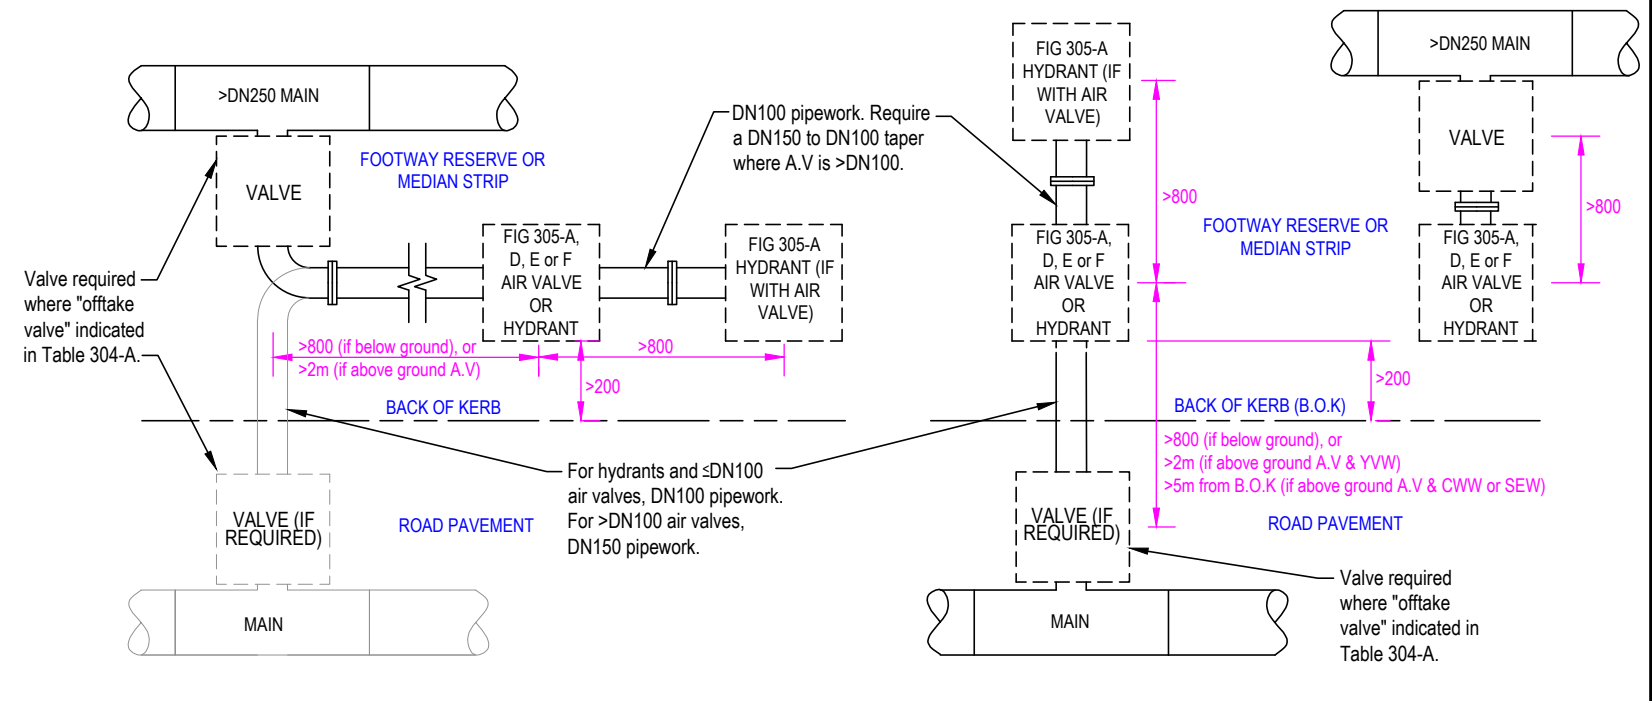 >DN250 MAIN
VALVE
FOOTWAY RESERVE OR
MEDIAN STRIP
Valve required
where "offtake
valve" indicated
in Table 304-A.
FIG 305-A,
D, E or F
AIR VALVE
OR
HYDRANT
FIG 305-A
HYDRANT (IF
WITH AIR
VALVE)
DN100 pipework. Require
a DN150 to DN100 taper
where A.V is >DN100.
>800 (if below ground), or
>2m (if above ground A.V)
>800
>200
BACK OF KERB
VALVE (IF
REQUIRED)
ROAD PAVEMENT
For hydrants and ≤DN100
air valves, DN100 pipework.
For >DN100 air valves,
DN150 pipework.
MAIN
FIG 305-A
HYDRANT (IF
WITH AIR
VALVE)
>800
FIG 305-A,
D, E or F
AIR VALVE
OR
HYDRANT
FOOTWAY RESERVE OR
MEDIAN STRIP
>DN250 MAIN
VALVE
>800
FIG 305-A,
D, E or F
AIR VALVE
OR
HYDRANT
>200
BACK OF KERB (B.O.K)
>800 (if below ground), or
>2m (if above ground A.V & YVW)
>5m from B.O.K (if above ground A.V & CWW or SEW)
VALVE (IF
REQUIRED)
ROAD PAVEMENT
MAIN
Valve required
where "offtake
valve" indicated in
Table 304-A.